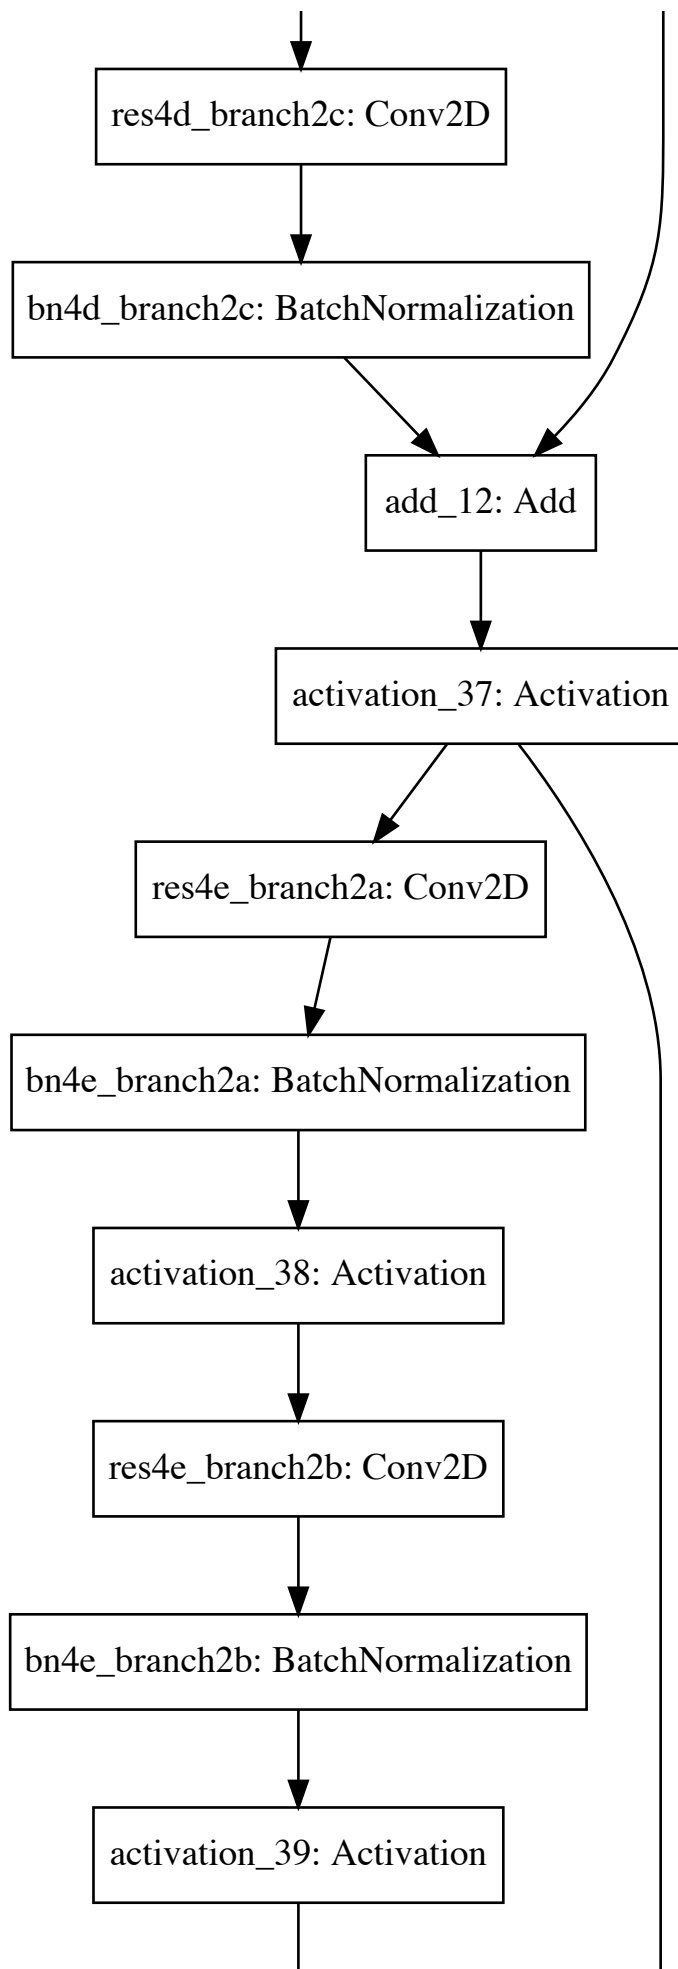 res4d_branch2c: Conv2D
bn4d_branch2c: BatchNormalization
add_12: Add
activation_37: Activation
res4e_branch2a: Conv2D
bn4e_branch2a: BatchNormalization
activation_38: Activation
res4e_branch2b: Conv2D
bn4e_branch2b: BatchNormalization
activation_39: Activation